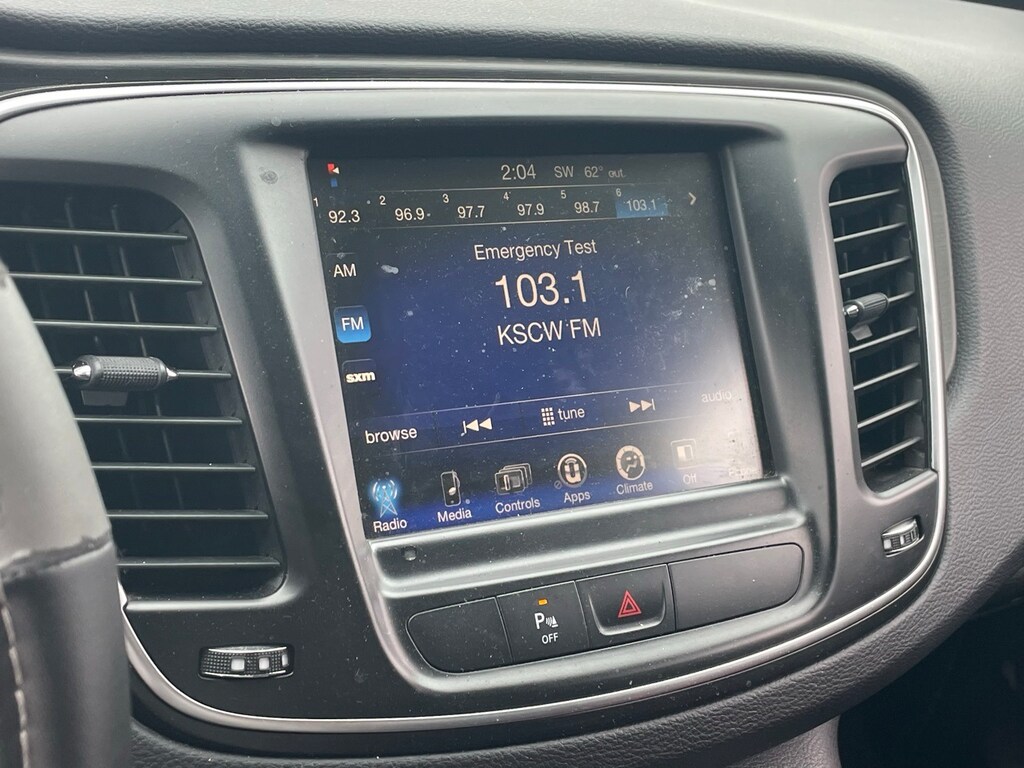 2:04 SW 62° out.
1 92.3 2 96.9 3 97.7 4 97.9 5 98.7 6 103.1
Emergency Test
AM
103.1
FM
KSCW FM
sxm
browse tune audio
Radio Media Controls Apps Climate Off
P
OFF